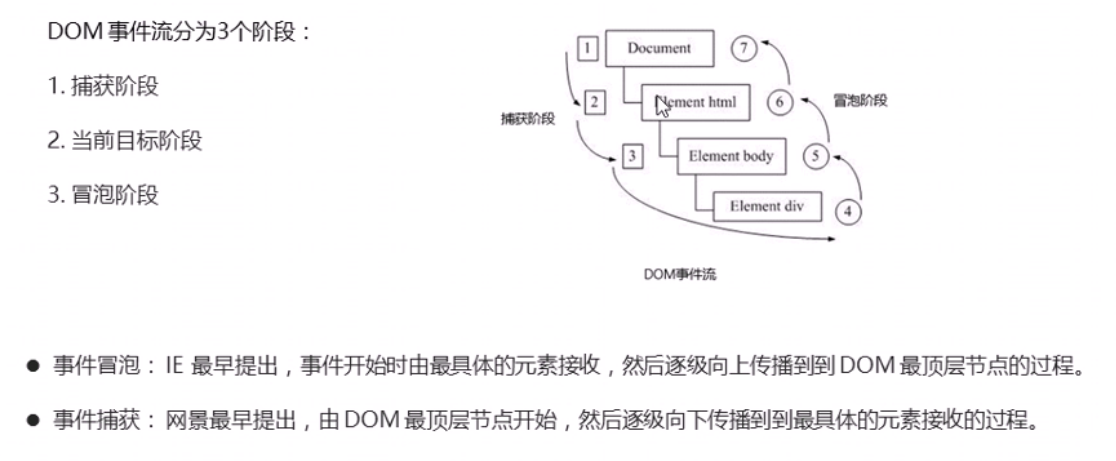 DOM 事件流分为3个阶段：
1. 捕获阶段
2. 当前目标阶段
3. 冒泡阶段
1 Document 7
2 Element html 6
捕获阶段
冒泡阶段
3 Element body 5
Element div 4
DOM事件流
● 事件冒泡： IE 最早提出，事件开始时由最具体的元素接收，然后逐级向上传播到到 DOM 最顶层节点的过程。
● 事件捕获： 网景最早提出，由 DOM 最顶层节点开始，然后逐级向下传播到到最具体的元素接收的过程。